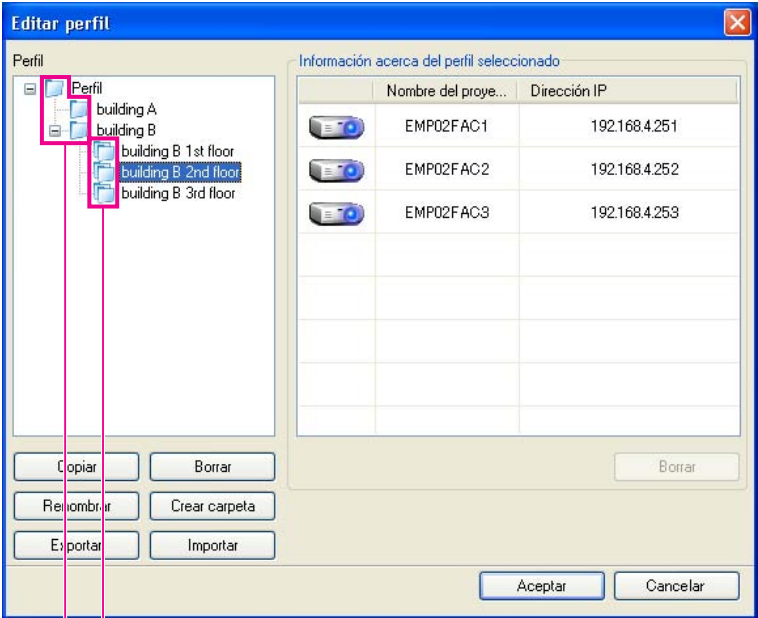 Editar perfil
Perfil
Perfil
building A
building B
building B 1st floor
building B 2nd floor
building B 3rd floor
Información acerca del perfil seleccionado
Nombre del proye... Dirección IP
EMP02FAC1 192.168.4.251
EMP02FAC2 192.168.4.252
EMP02FAC3 192.168.4.253
Copiar Borrar
Renombrar Crear carpeta
Exportar Importar
Borrar
Aceptar Cancelar